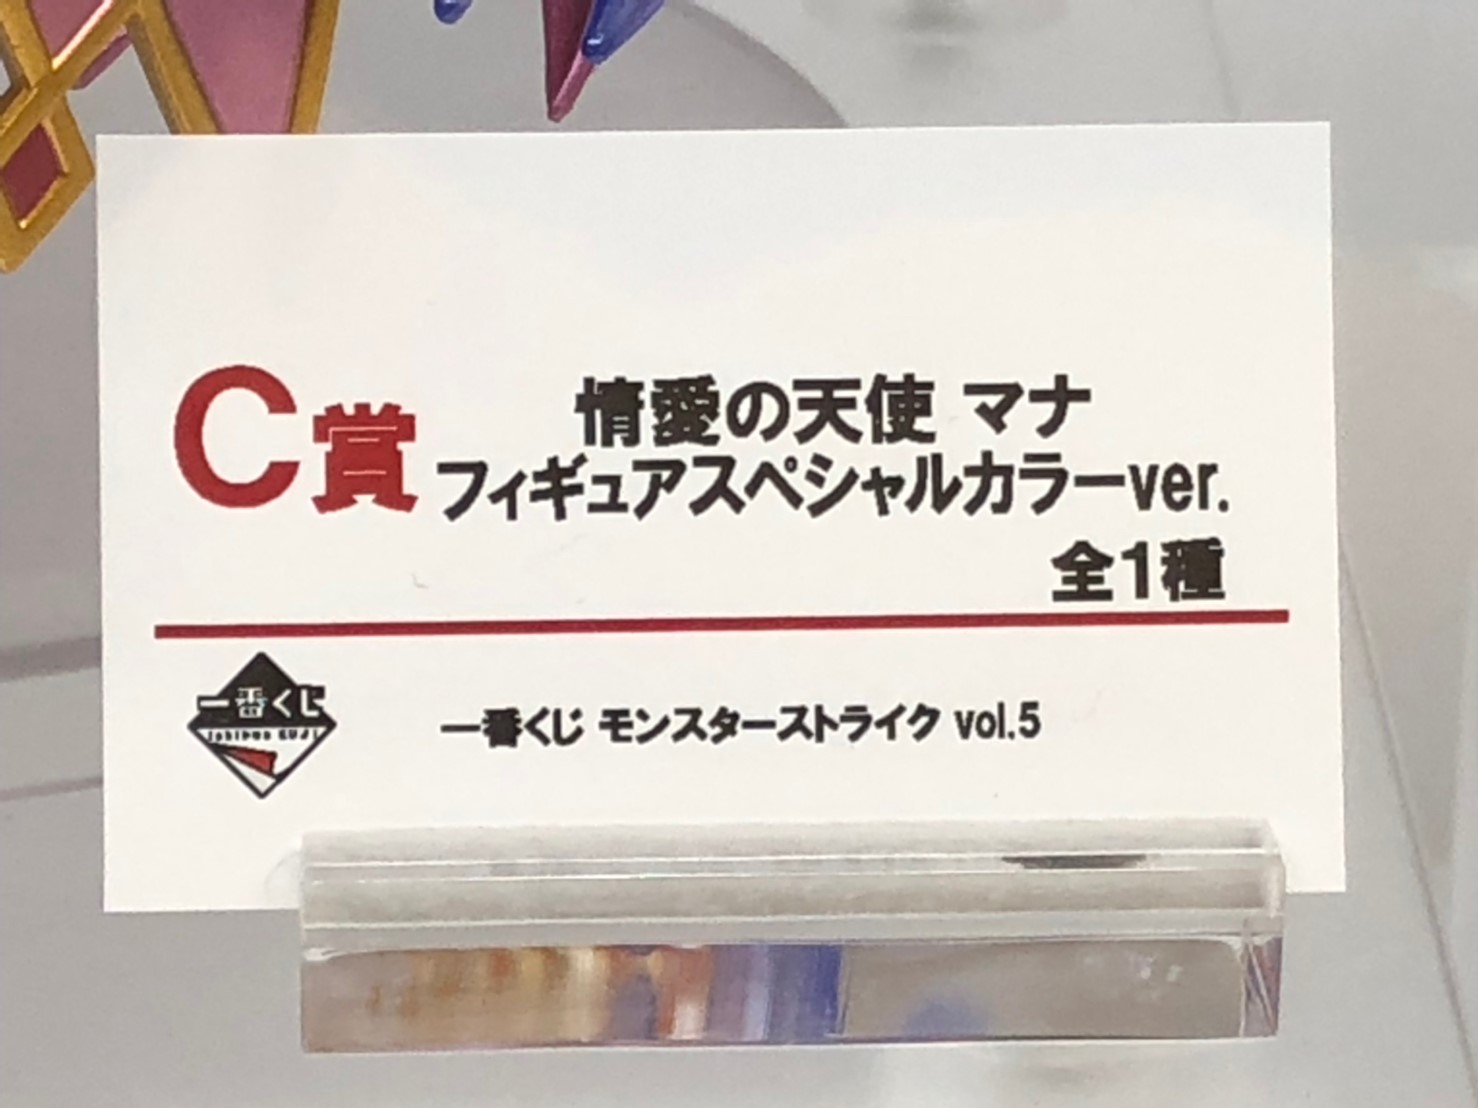 C賞
情愛の天使 マナ
フィギュアスペシャルカラーver.
全1種
一番くじ
Ichiban KUJI
一番くじ モンスターストライク vol.5